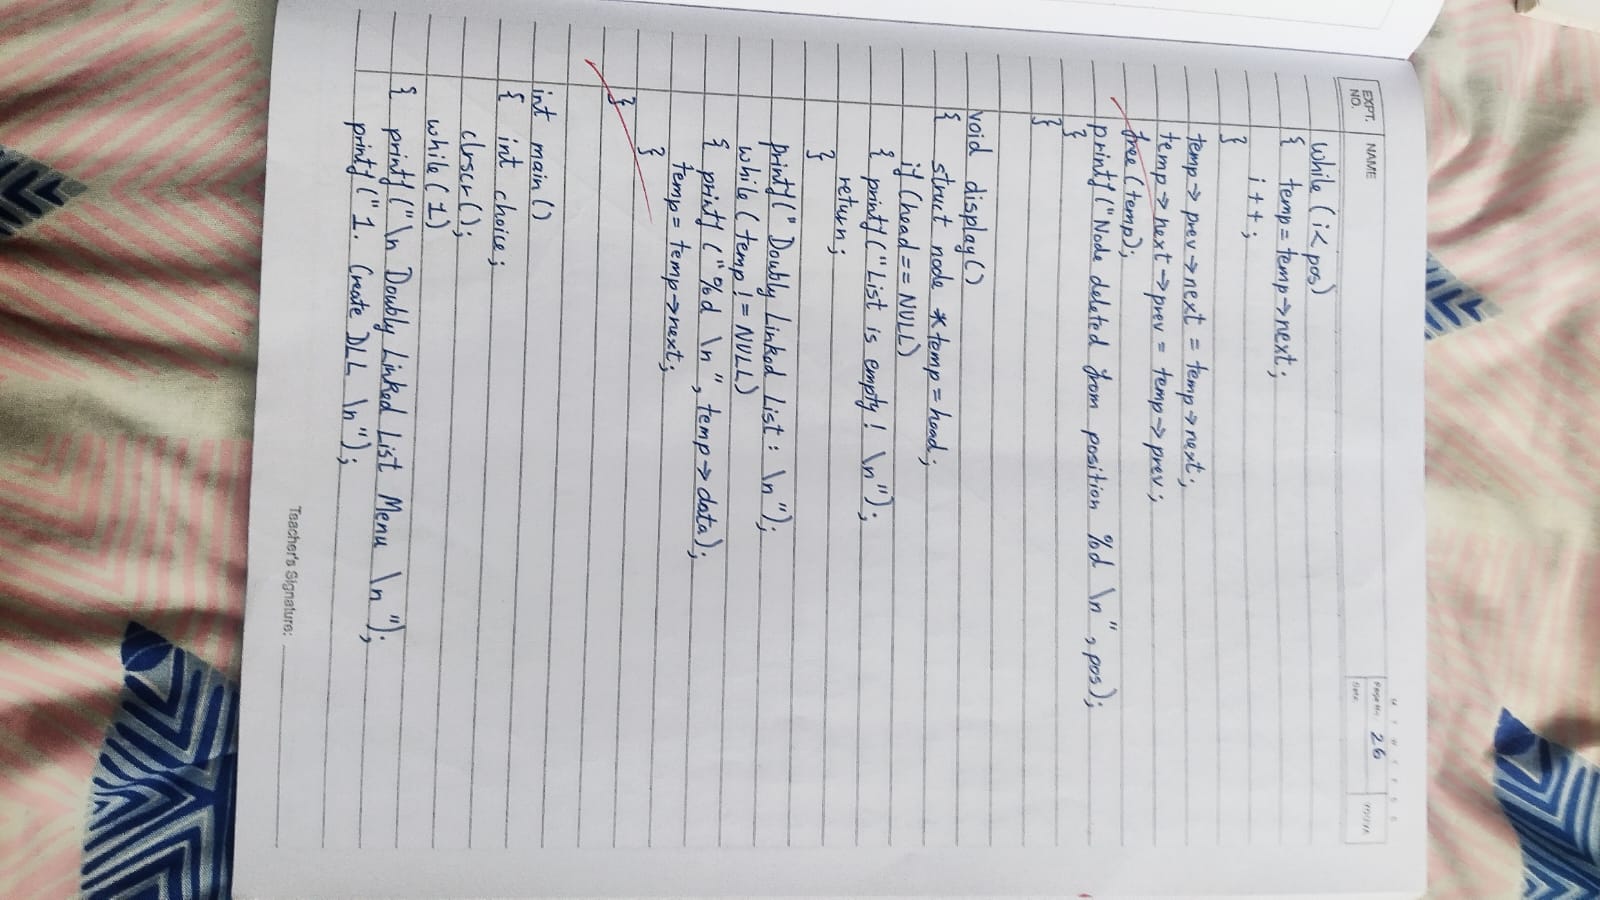 M T W T F S S
EXPT. NO.
NAME
Page No. 26
Date:
YOUVA
while (i< pos)
{ temp = temp→next;
i++;
}
temp→ prev→next = temp→next;
temp→ next→prev = temp→ prev;
free (temp);
printf ("Node deleted from position %d \n", pos);
}
}
void display()
{ struct node *temp = head;
if (head == NULL)
{ printf ("List is empty! \n");
return;
}
printf (" Doubly Linked List : \n");
while ( temp != NULL)
{ printf ("%d \n", temp→ data);
temp = temp→next;
}
}
int main ()
{ int choice;
clrscr();
while (1)
{ printf ("\n Doubly Linked List Menu \n");
printf ("1. Create DLL \n");
Teacher's Signature: